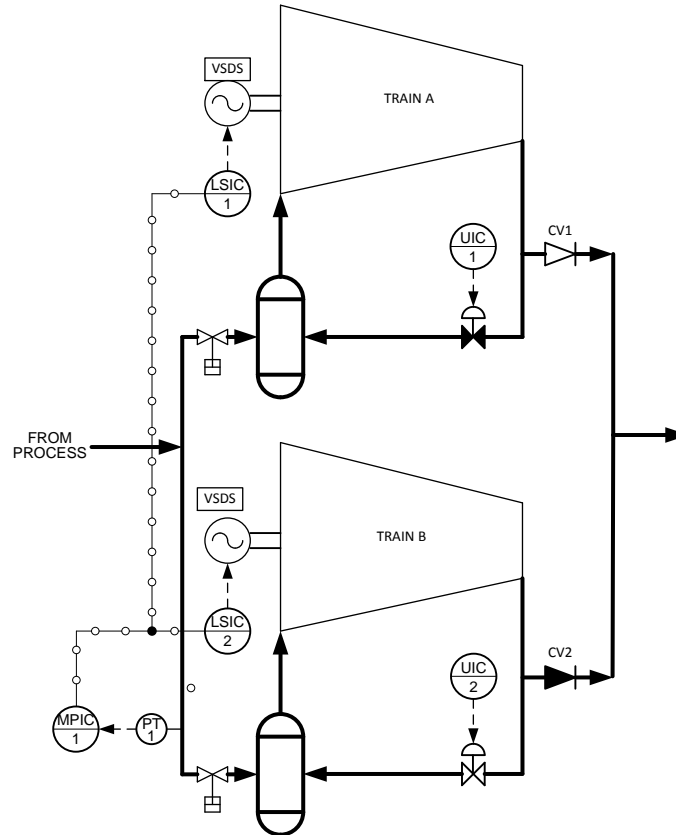 VSDS
TRAIN A
LSIC
1
UIC
1
CV1
FROM
PROCESS
VSDS
TRAIN B
LSIC
2
UIC
2
CV2
MPIC
1
PT
1